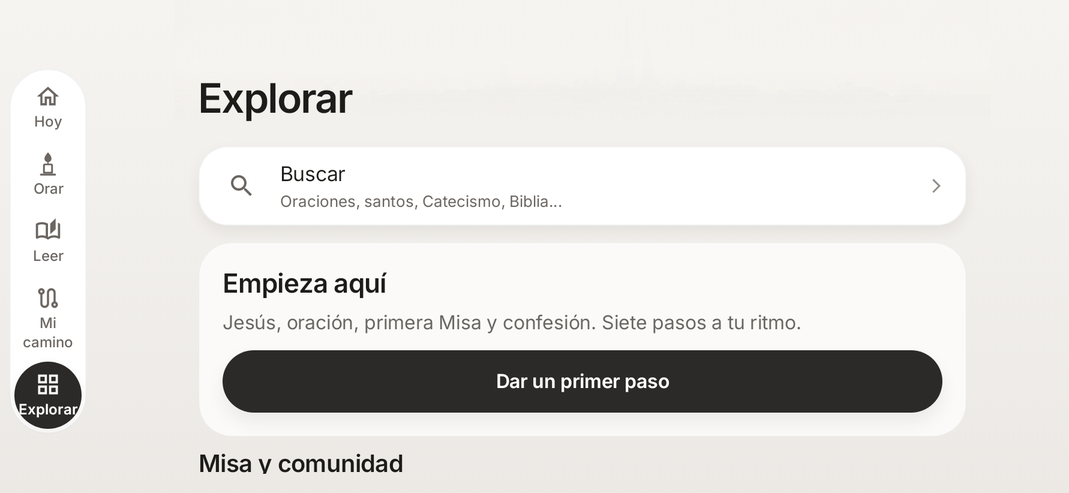 Explorar
Hoy
Orar
Leer
Mi
camino
Explorar
Buscar
Oraciones, santos, Catecismo, Biblia...
Empieza aquí
Jesús, oración, primera Misa y confesión. Siete pasos a tu ritmo.
Dar un primer paso
Misa y comunidad